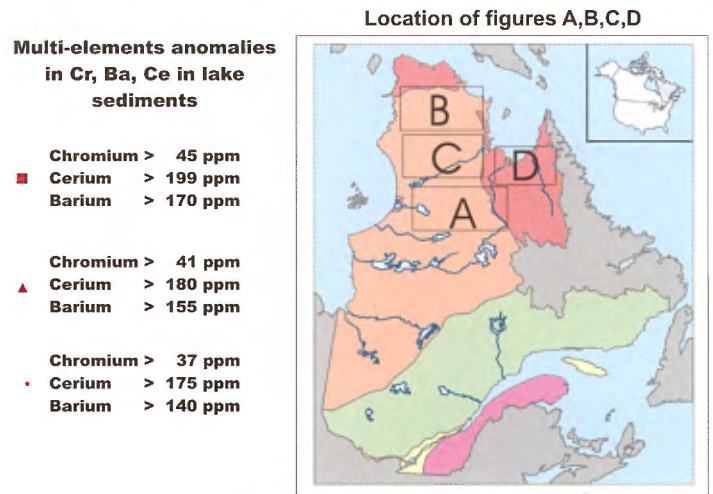 Location of figures A,B,C,D
Multi-elements anomalies
in Cr, Ba, Ce in lake
sediments
Chromium > 45 ppm
Cerium > 199 ppm
Barium > 170 ppm
Chromium > 41 ppm
Cerium > 180 ppm
Barium > 155 ppm
Chromium > 37 ppm
Cerium > 175 ppm
Barium > 140 ppm
B
C
D
A